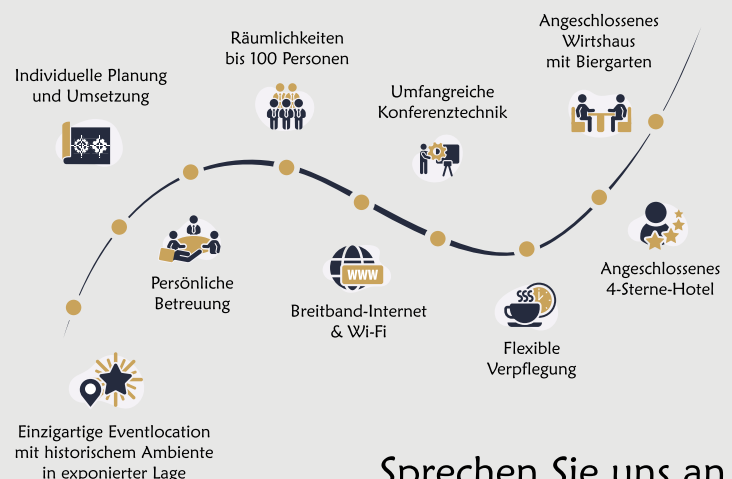 Angeschlossenes
Wirtshaus
mit Biergarten
Räumlichkeiten
bis 100 Personen
Individuelle Planung
und Umsetzung
Umfangreiche
Konferenztechnik
Persönliche
Betreuung
WWW
Breitband-Internet
& Wi-Fi
Angeschlossenes
4-Sterne-Hotel
Flexible
Verpflegung
Einzigartige Eventlocation
mit historischem Ambiente
in exponierter Lage
Sprechen Sie uns an